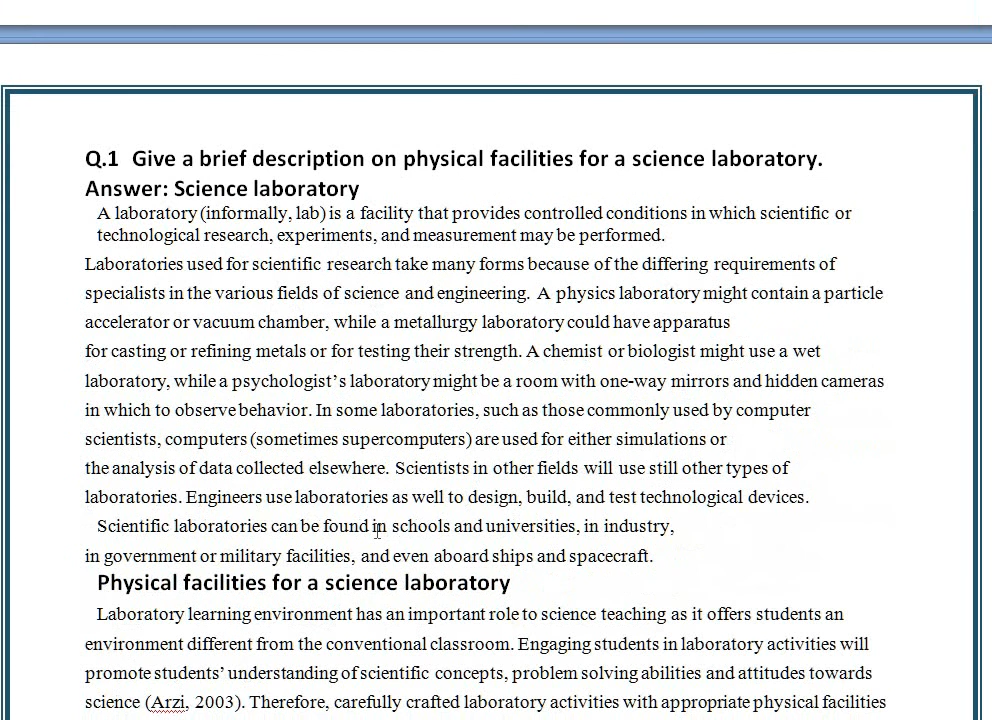 Q.1 Give a brief description on physical facilities for a science laboratory.
Answer: Science laboratory
A laboratory (informally, lab) is a facility that provides controlled conditions in which scientific or
technological research, experiments, and measurement may be performed.
Laboratories used for scientific research take many forms because of the differing requirements of
specialists in the various fields of science and engineering. A physics laboratory might contain a particle
accelerator or vacuum chamber, while a metallurgy laboratory could have apparatus
for casting or refining metals or for testing their strength. A chemist or biologist might use a wet
laboratory, while a psychologist's laboratory might be a room with one-way mirrors and hidden cameras
in which to observe behavior. In some laboratories, such as those commonly used by computer
scientists, computers (sometimes supercomputers) are used for either simulations or
the analysis of data collected elsewhere. Scientists in other fields will use still other types of
laboratories. Engineers use laboratories as well to design, build, and test technological devices.
Scientific laboratories can be found in schools and universities, in industry,
in government or military facilities, and even aboard ships and spacecraft.
Physical facilities for a science laboratory
Laboratory learning environment has an important role to science teaching as it offers students an
environment different from the conventional classroom. Engaging students in laboratory activities will
promote students' understanding of scientific concepts, problem solving abilities and attitudes towards
science (Arzi, 2003). Therefore, carefully crafted laboratory activities with appropriate physical facilities